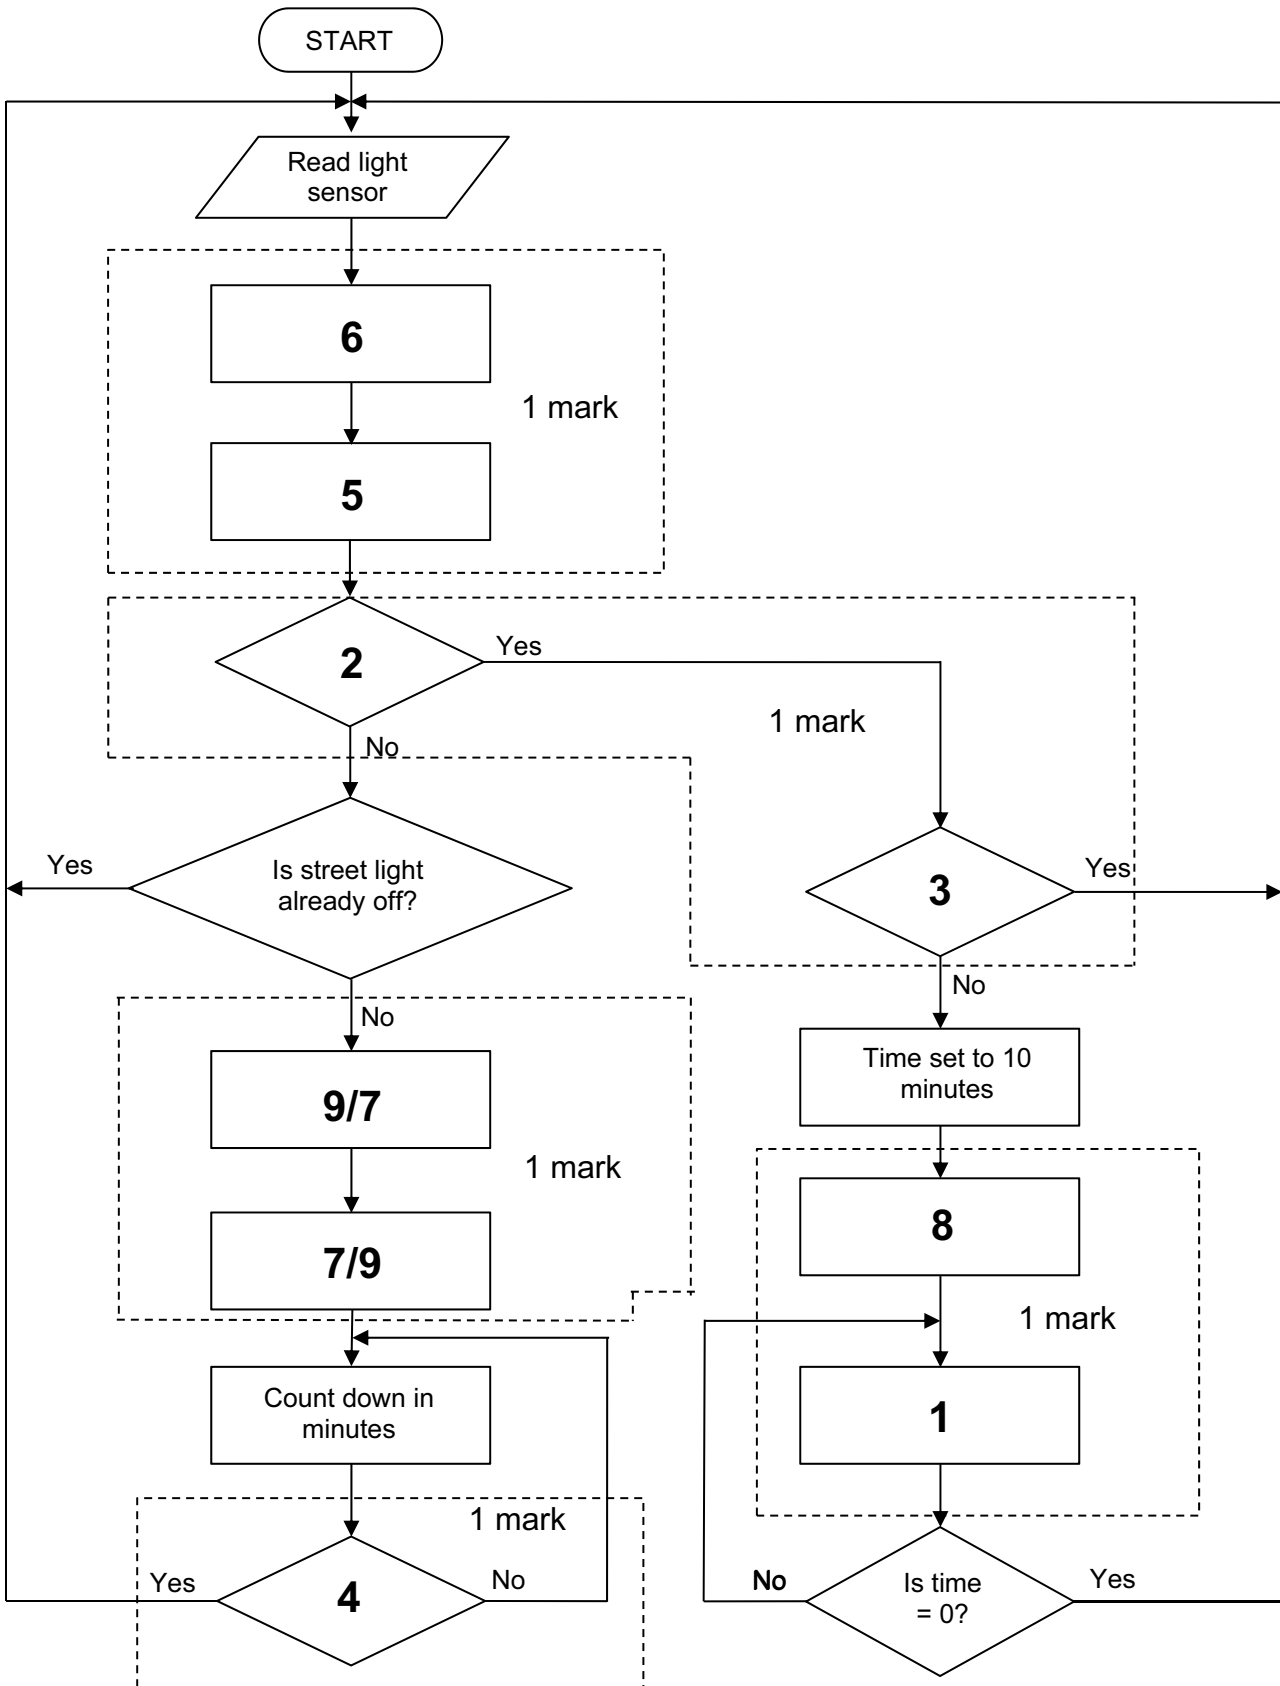 START
Read light
sensor
6
1 mark
5
2
Yes
1 mark
No
Is street light
already off?
Yes
3
Yes
No
No
Time set to 10
minutes
9/7
1 mark
7/9
8
1 mark
1
Count down in
minutes
1 mark
4
Yes
No
Is time
= 0?
No
Yes